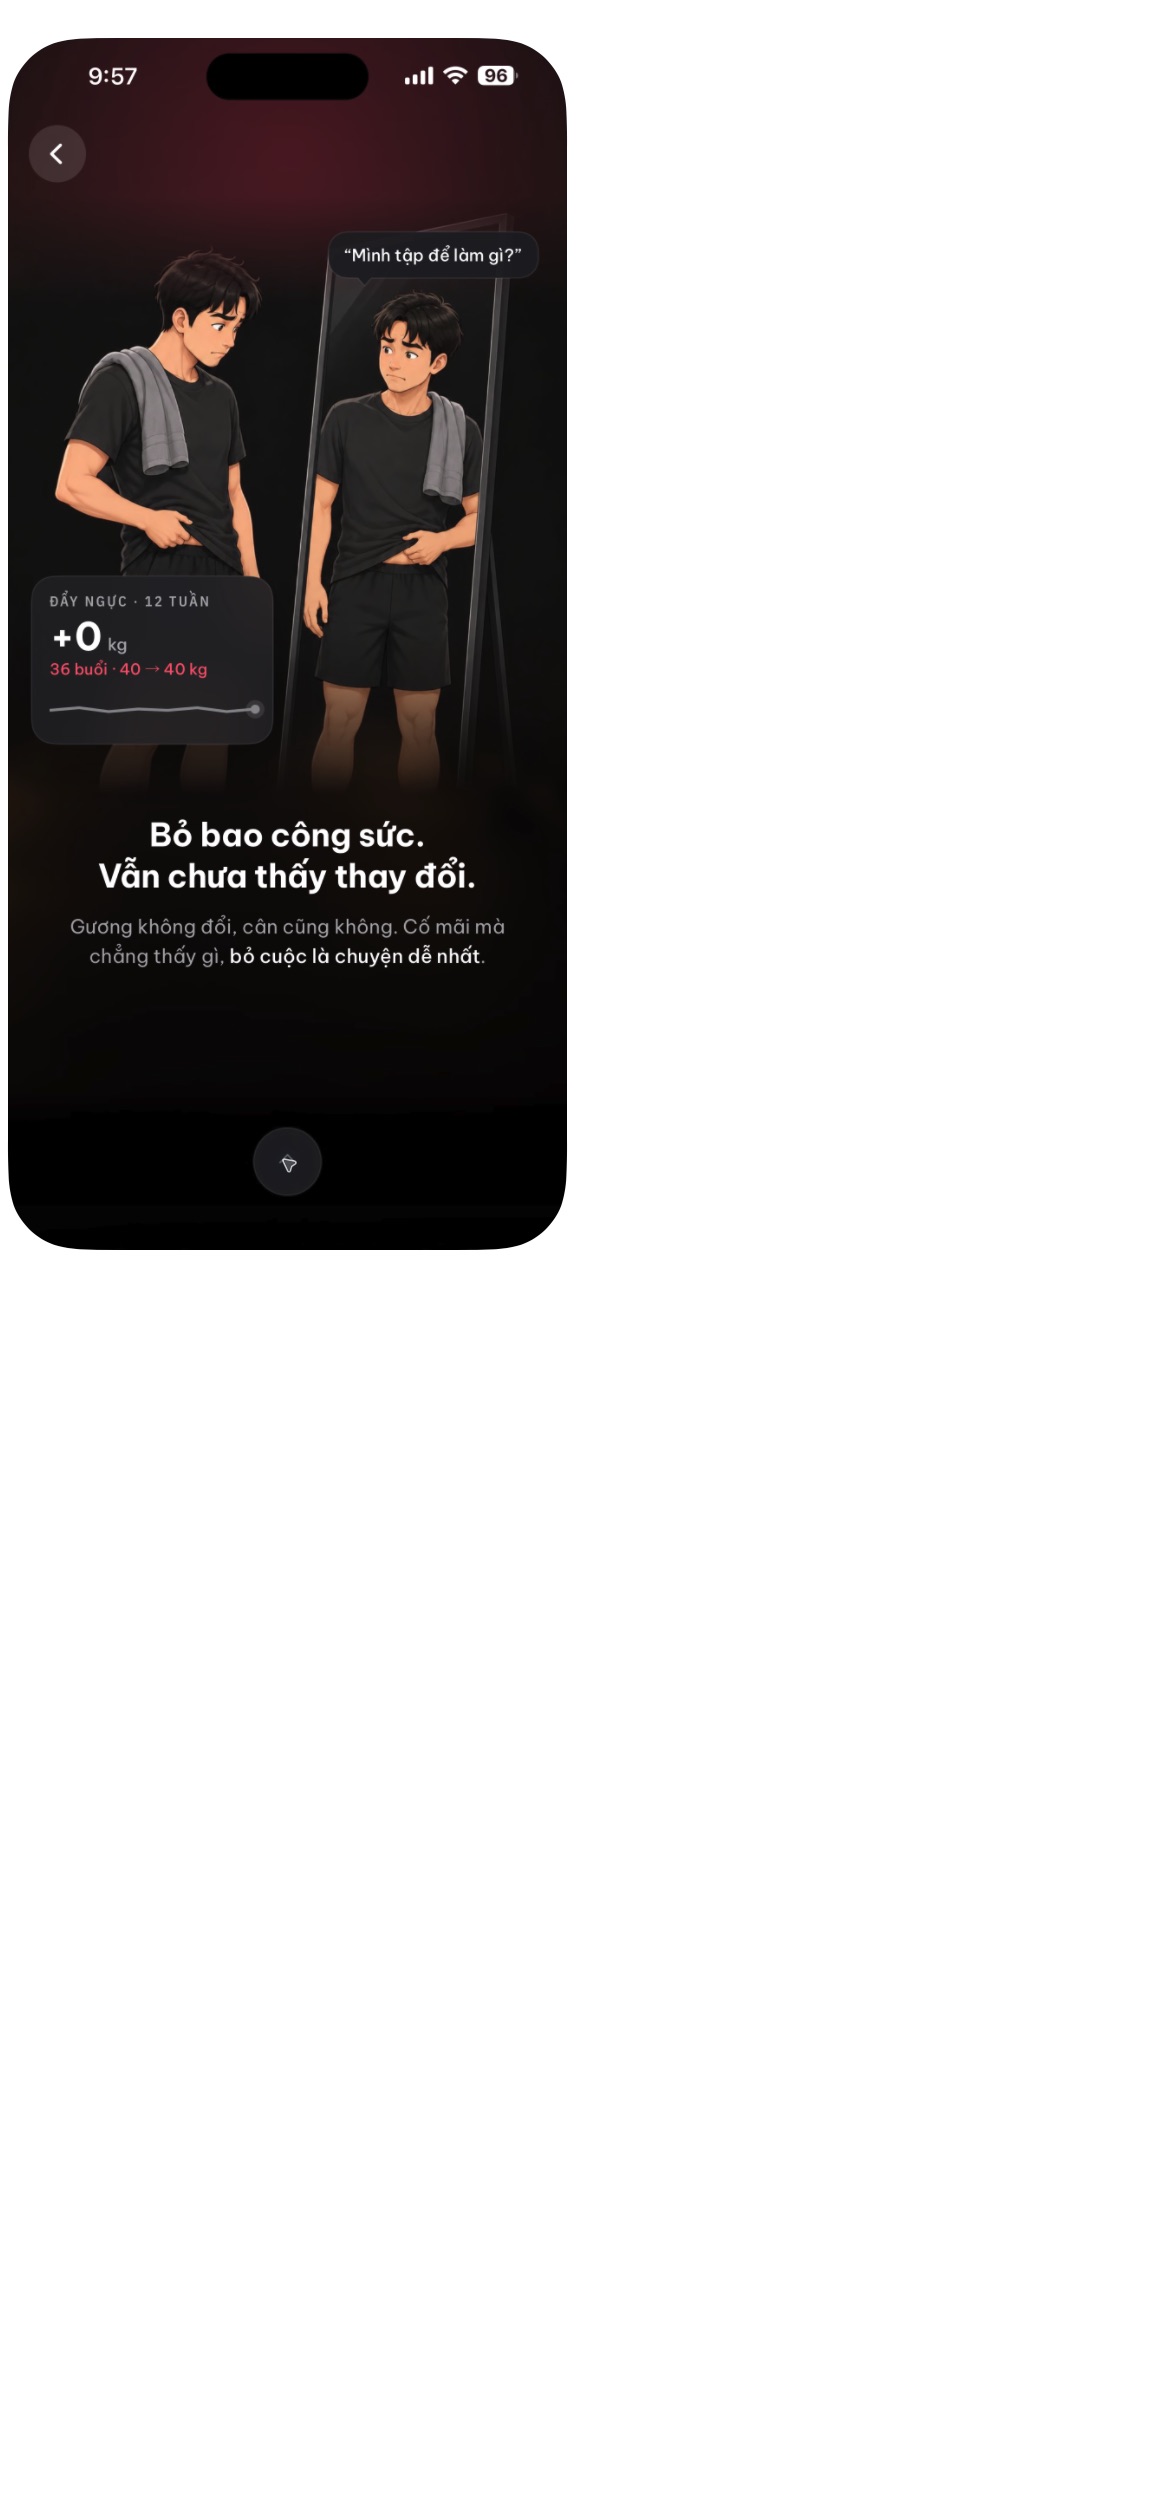 9:57
96
“Mình tập để làm gì?”
ĐẨY NGỰC · 12 TUẦN
+0 kg
36 buổi · 40 → 40 kg
Bỏ bao công sức.
Vẫn chưa thấy thay đổi.
Gương không đổi, cân cũng không. Cố mãi mà
chẳng thấy gì, bỏ cuộc là chuyện dễ nhất.